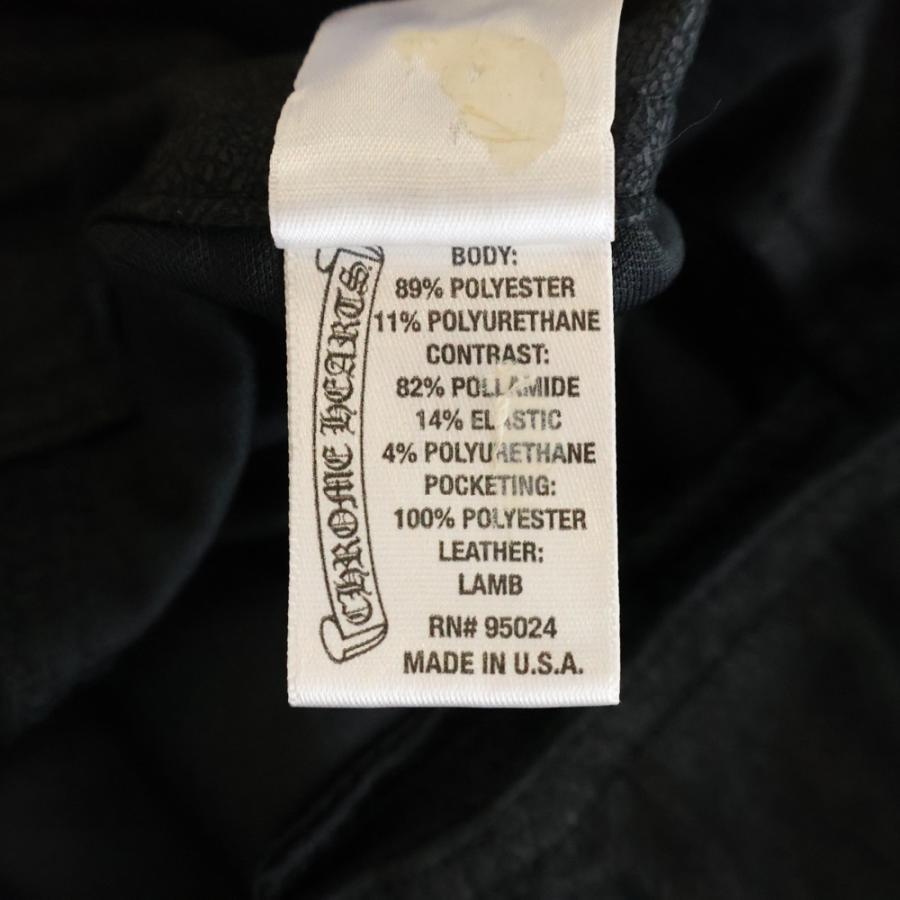 CHROME HEARTS
BODY:
89% POLYESTER
11% POLYURETHANE
CONTRAST:
82% POLLAMIDE
14% ELASTIC
4% POLYURETHANE
POCKETING:
100% POLYESTER
LEATHER:
LAMB
RN# 95024
MADE IN U.S.A.